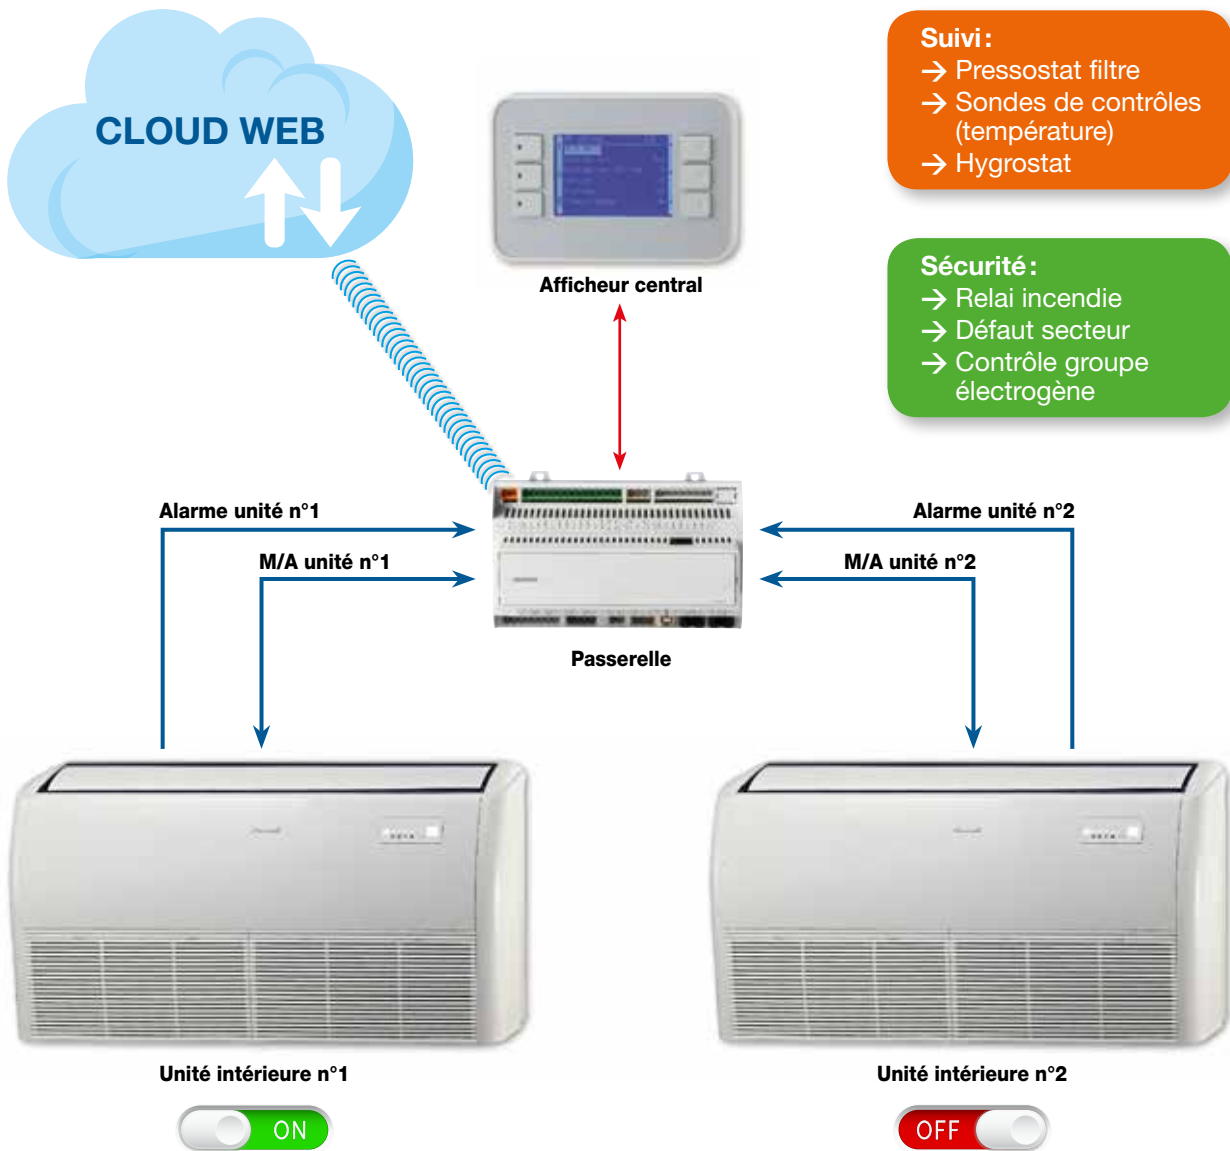 CLOUD WEB
Afficheur central
Suivi :
→ Pressostat filtre
→ Sondes de contrôles
(température)
→ Hygrostat
Sécurité :
→ Relai incendie
→ Défaut secteur
→ Contrôle groupe
électrogène
Alarme unité n°1
M/A unité n°1
Alarme unité n°2
M/A unité n°2
Passerelle
Unité intérieure n°1
Unité intérieure n°2
ON
OFF